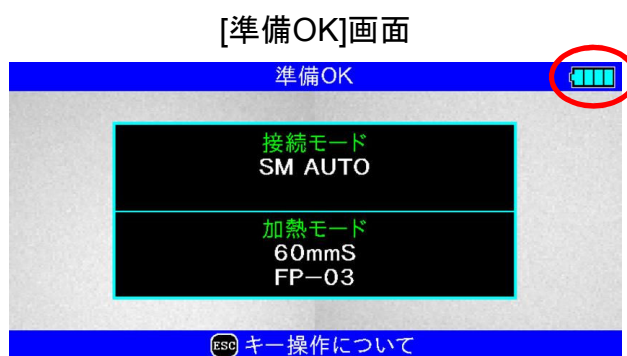 [準備OK]画面
準備OK
接続モード
SM AUTO
加熱モード
60mmS
FP-03
ESC キー操作について